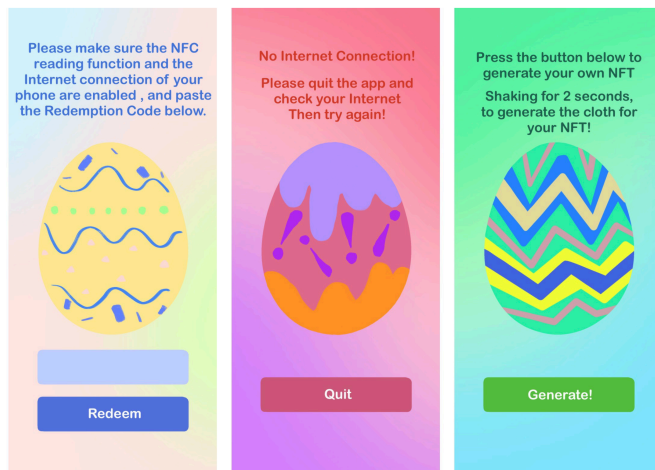 Please make sure the NFC
reading function and the
Internet connection of your
phone are enabled , and paste
the Redemption Code below.
Redeem
No Internet Connection!
Please quit the app and
check your Internet
Then try again!
Quit
Press the button below to
generate your own NFT
Shaking for 2 seconds,
to generate the cloth for
your NFT!
Generate!